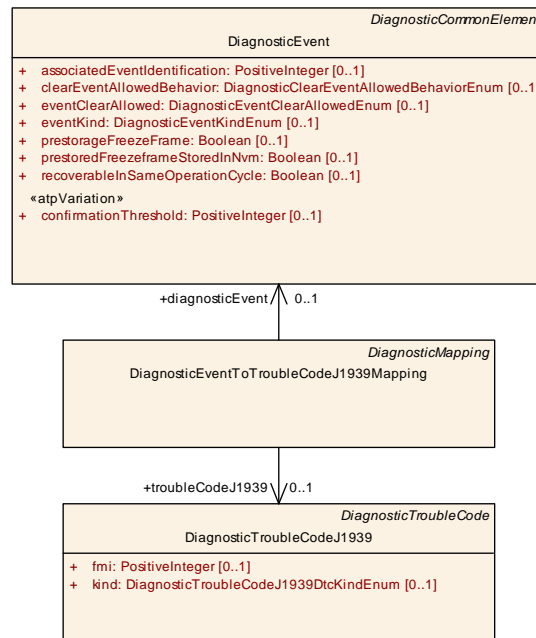 DiagnosticCommonElement
DiagnosticEvent
+ associatedEventIdentification: PositiveInteger [0..1]
+ clearEventAllowedBehavior: DiagnosticClearEventAllowedBehaviorEnum [0..1]
+ eventClearAllowed: DiagnosticEventClearAllowedEnum [0..1]
+ eventKind: DiagnosticEventKindEnum [0..1]
+ prestorageFreezeFrame: Boolean [0..1]
+ prestoredFreezeframeStoredInNvm: Boolean [0..1]
+ recoverableInSameOperationCycle: Boolean [0..1]
«atpVariation»
+ confirmationThreshold: PositiveInteger [0..1]
+diagnosticEvent 0..1
DiagnosticMapping
DiagnosticEventToTroubleCodeJ1939Mapping
+troubleCodeJ1939 0..1
DiagnosticTroubleCode
DiagnosticTroubleCodeJ1939
+ fmi: PositiveInteger [0..1]
+ kind: DiagnosticTroubleCodeJ1939DtcKindEnum [0..1]